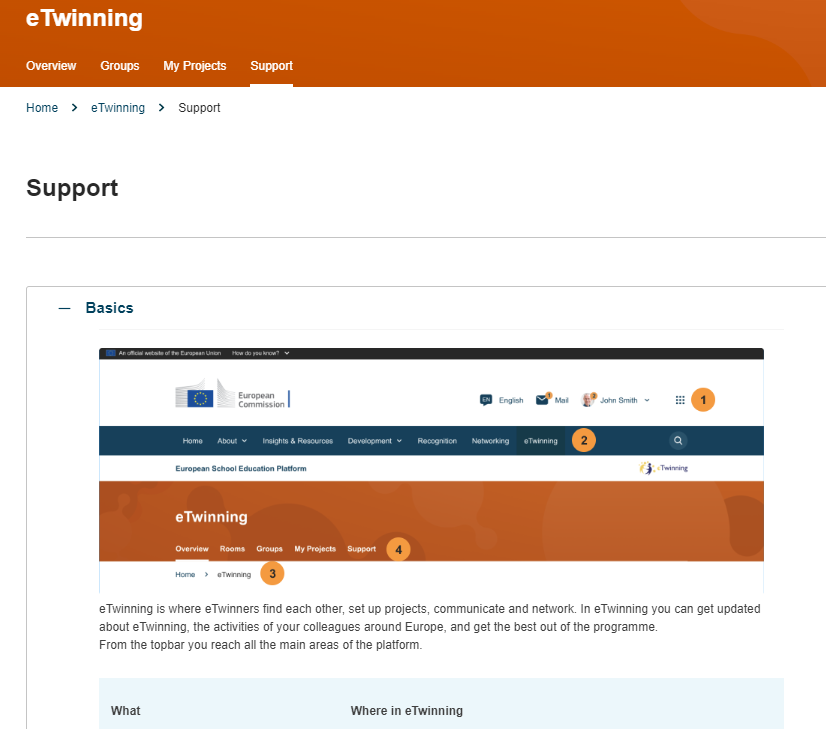 eTwinning
Overview Groups My Projects Support
Home > eTwinning > Support
Support
— Basics
An official website of the European Union How do you know?
European
Commission
EN English 1 Mail 2 John Smith 1
Home About Insights & Resources Development Recognition Networking eTwinning 2
European School Education Platform eTwinning
eTwinning
Overview Rooms Groups My Projects Support 4
Home > eTwinning 3
eTwinning is where eTwinners find each other, set up projects, communicate and network. In eTwinning you can get updated
about eTwinning, the activities of your colleagues around Europe, and get the best out of the programme.
From the topbar you reach all the main areas of the platform.
What Where in eTwinning